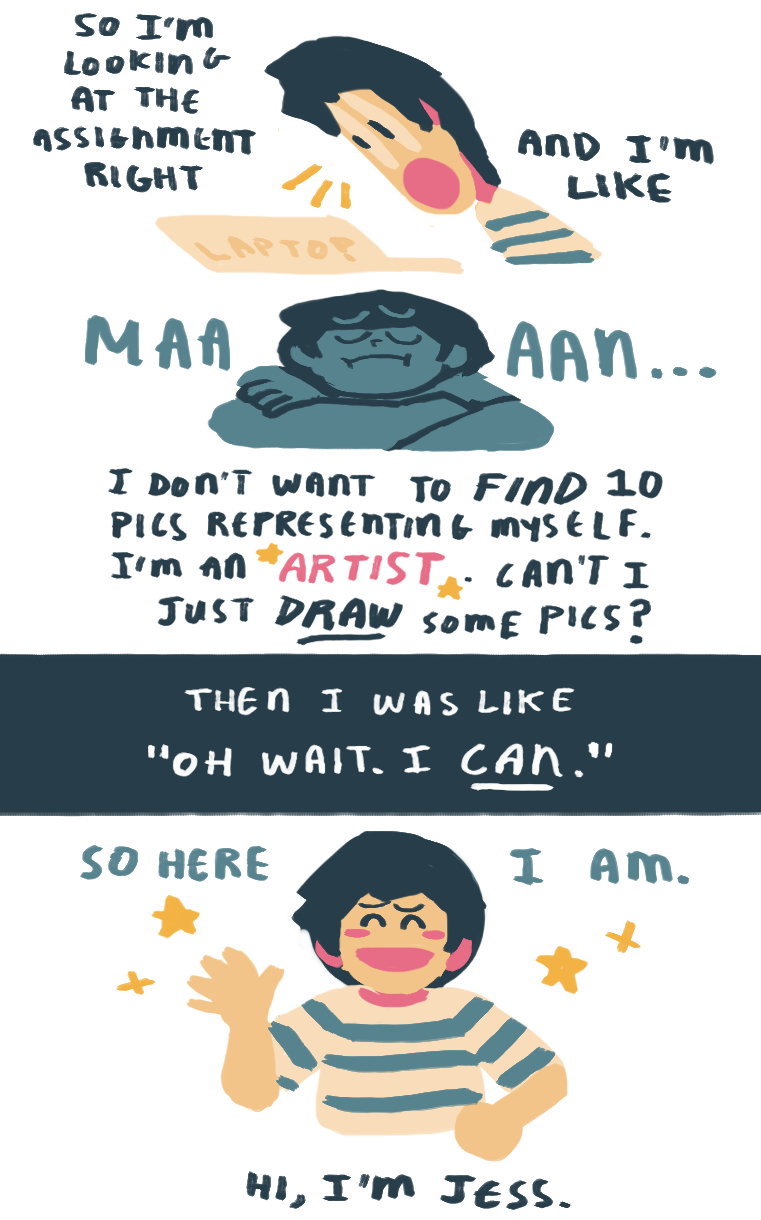 SO I'M
LOOKING
AT THE
ASSIGNMENT
RIGHT
AND I'M
LIKE
LAPTOP
MAA AAN...
I DON'T WANT TO FIND 10
PICS REPRESENTING MYSELF.
I'M AN ARTIST. CAN'T I
JUST DRAW SOME PICS?
THEN I WAS LIKE
"OH WAIT. I CAN."
SO HERE I AM.
HI, I'M JESS.